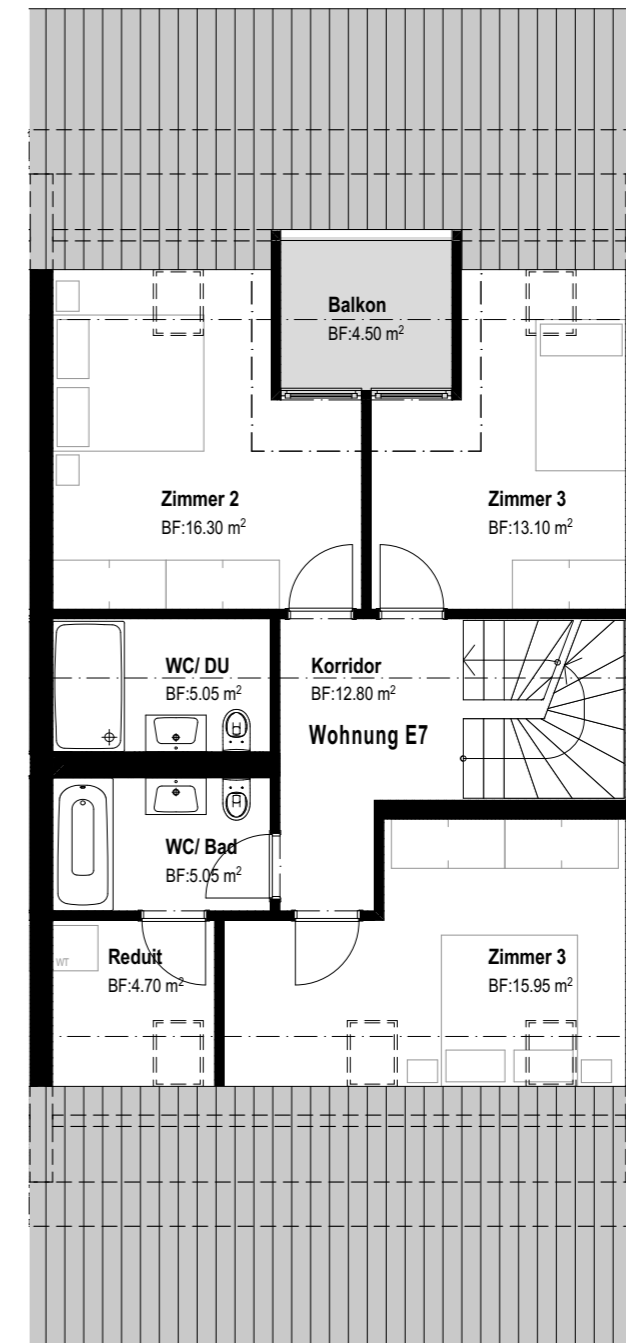 Balkon
BF:4.50 m²
Zimmer 2
BF:16.30 m²
Zimmer 3
BF:13.10 m²
WC/ DU
BF:5.05 m²
Korridor
BF:12.80 m²
Wohnung E7
WC/ Bad
BF:5.05 m²
WT
Reduit
BF:4.70 m²
Zimmer 3
BF:15.95 m²